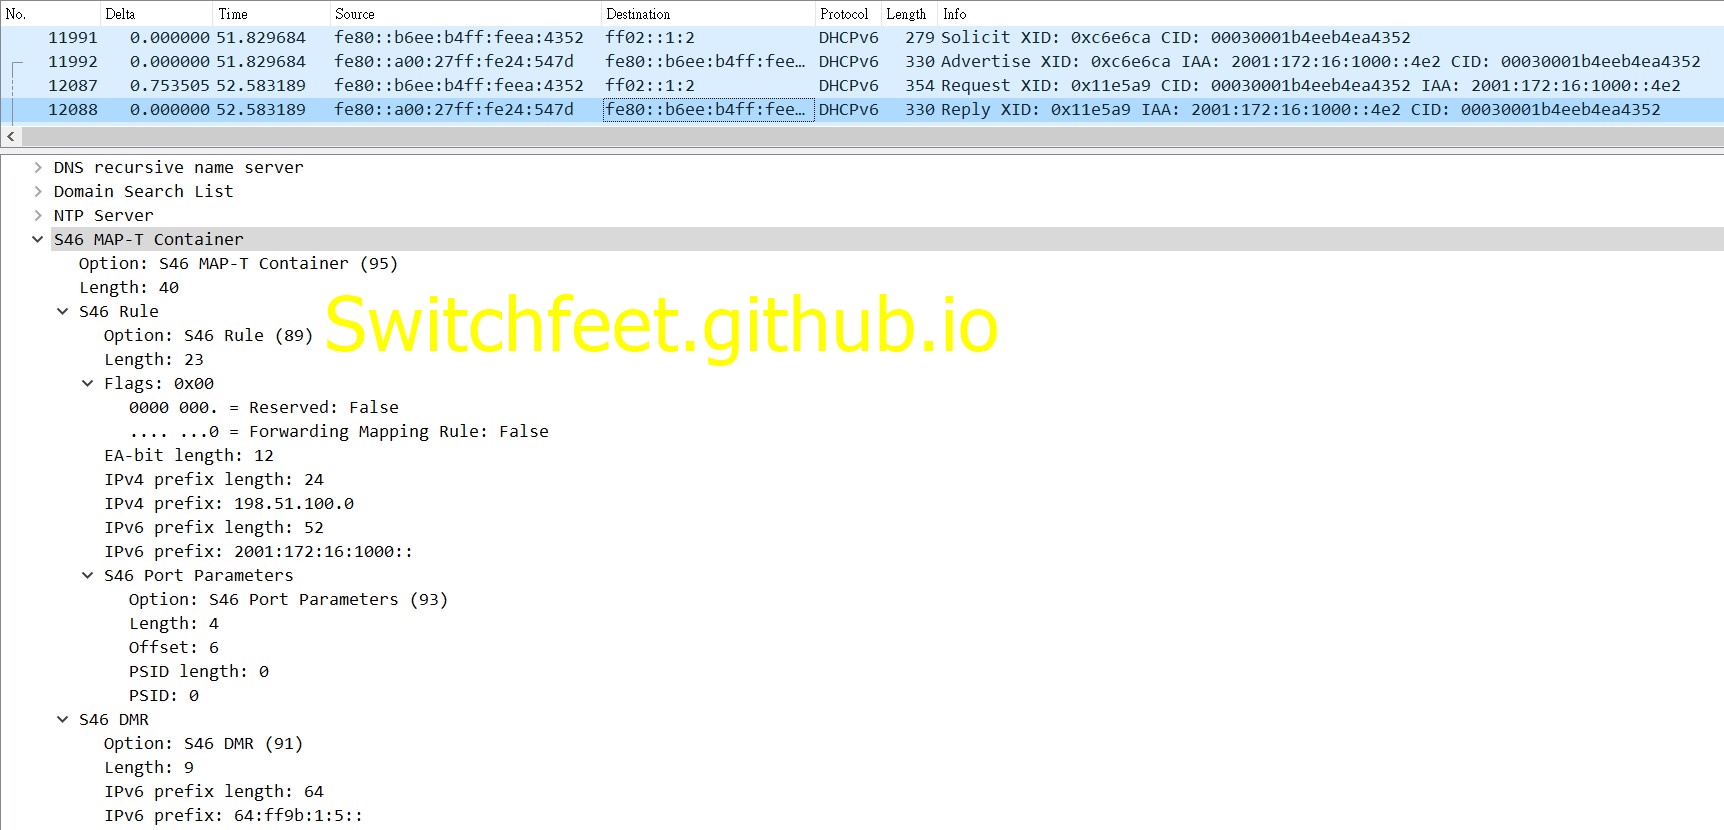 No. Delta Time Source Destination Protocol Length Info
11991 0.000000 51.829684 fe80::b6ee:b4ff:feea:4352 ff02::1:2 DHCPv6 279 Solicit XID: 0xc6e6ca CID: 00030001b4eeb4ea4352
11992 0.000000 51.829684 fe80::a00:27ff:fe24:547d fe80::b6ee:b4ff:fee… DHCPv6 330 Advertise XID: 0xc6e6ca IAA: 2001:172:16:1000::4e2 CID: 00030001b4eeb4ea4352
12087 0.753505 52.583189 fe80::b6ee:b4ff:feea:4352 ff02::1:2 DHCPv6 354 Request XID: 0x11e5a9 CID: 00030001b4eeb4ea4352 IAA: 2001:172:16:1000::4e2
12088 0.000000 52.583189 fe80::a00:27ff:fe24:547d fe80::b6ee:b4ff:fee… DHCPv6 330 Reply XID: 0x11e5a9 IAA: 2001:172:16:1000::4e2 CID: 00030001b4eeb4ea4352
DNS recursive name server
Domain Search List
NTP Server
S46 MAP-T Container
Option: S46 MAP-T Container (95)
Length: 40
S46 Rule
Switchfeet.github.io
Option: S46 Rule (89)
Length: 23
Flags: 0x00
0000 000. = Reserved: False
.... ...0 = Forwarding Mapping Rule: False
EA-bit length: 12
IPv4 prefix length: 24
IPv4 prefix: 198.51.100.0
IPv6 prefix length: 52
IPv6 prefix: 2001:172:16:1000::
S46 Port Parameters
Option: S46 Port Parameters (93)
Length: 4
Offset: 6
PSID length: 0
PSID: 0
S46 DMR
Option: S46 DMR (91)
Length: 9
IPv6 prefix length: 64
IPv6 prefix: 64:ff9b:1:5::